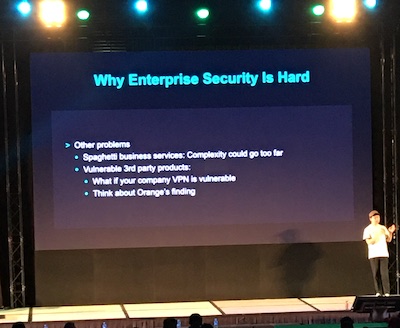 Why Enterprise Security Is Hard
> Other problems
• Spaghetti business services: Complexity could go too far
• Vulnerable 3rd party products:
• What if your company VPN is vulnerable
• Think about Orange's finding